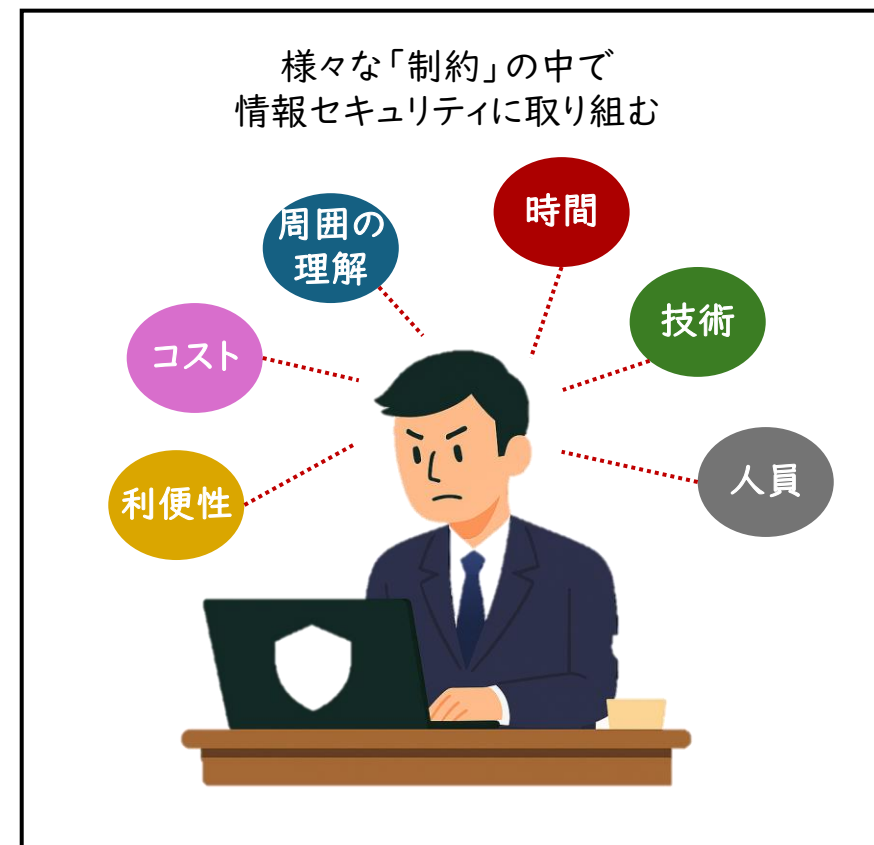 様々な「制約」の中で
情報セキュリティに取り組む
周囲の
理解
時間
コスト
技術
利便性
人員